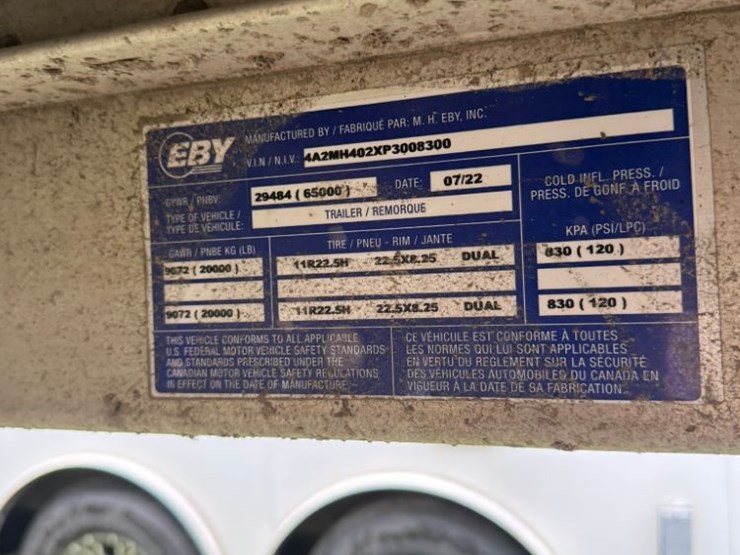 EBY
MANUFACTURED BY / FABRIQUÉ PAR: M. H. EBY, INC.
V.I.N / N.I.V.: 4A2MH402XP3008300
GPWR / PNBV: 29484 ( 65000 ) DATE: 07/22
TYPE OF VEHICLE /
TYPE DE VÉHICULE: TRAILER / REMORQUE
COLD INFL. PRESS. /
PRESS. DE GONF. À FROID
GAWR / PNBE KG (LB) TIRE / PNEU - RIM / JANTE KPA (PSI/LPC)
9072 ( 20000 ) 11R22.5H 22.5X8.25 DUAL 830 ( 120 )
9072 ( 20000 ) 11R22.5H 22.5X8.25 DUAL 830 ( 120 )
THIS VEHICLE CONFORMS TO ALL APPLICABLE
U.S. FEDERAL MOTOR VEHICLE SAFETY STANDARDS
AND STANDARDS PRESCRIBED UNDER THE
CANADIAN MOTOR VEHICLE SAFETY REGULATIONS
IN EFFECT ON THE DATE OF MANUFACTURE.
CE VÉHICULE EST CONFORME À TOUTES
LES NORMES QUI LUI SONT APPLICABLES
EN VERTU DU RÈGLEMENT SUR LA SÉCURITÉ
DES VÉHICULES AUTOMOBILES DU CANADA EN
VIGUEUR À LA DATE DE SA FABRICATION.